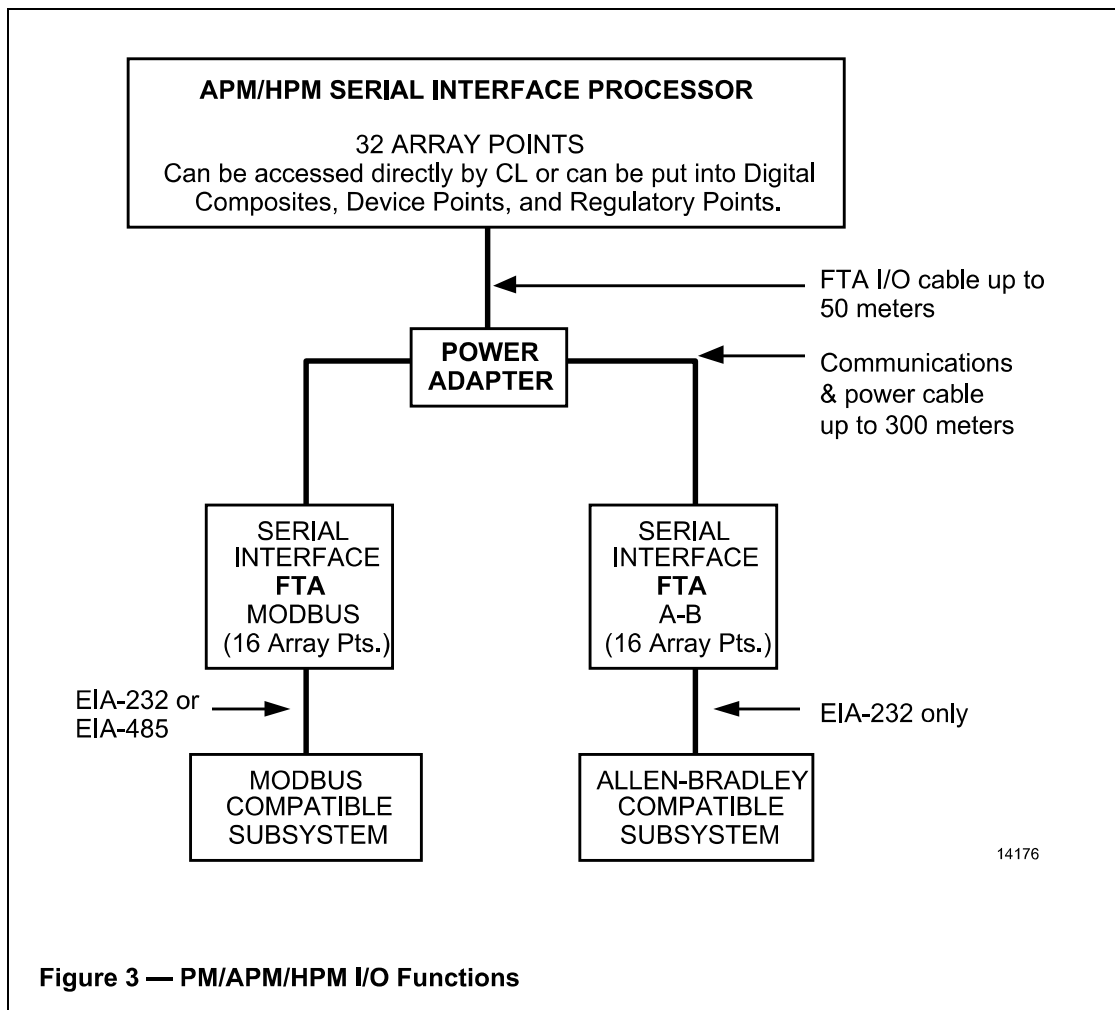 APM/HPM SERIAL INTERFACE PROCESSOR
32 ARRAY POINTS
Can be accessed directly by CL or can be put into Digital
Composites, Device Points, and Regulatory Points.
FTA I/O cable up to
50 meters
POWER
ADAPTER
Communications
& power cable
up to 300 meters
SERIAL
INTERFACE
FTA
MODBUS
(16 Array Pts.)
SERIAL
INTERFACE
FTA
A-B
(16 Array Pts.)
EIA-232 or
EIA-485
EIA-232 only
MODBUS
COMPATIBLE
SUBSYSTEM
ALLEN-BRADLEY
COMPATIBLE
SUBSYSTEM
14176
Figure 3 — PM/APM/HPM I/O Functions